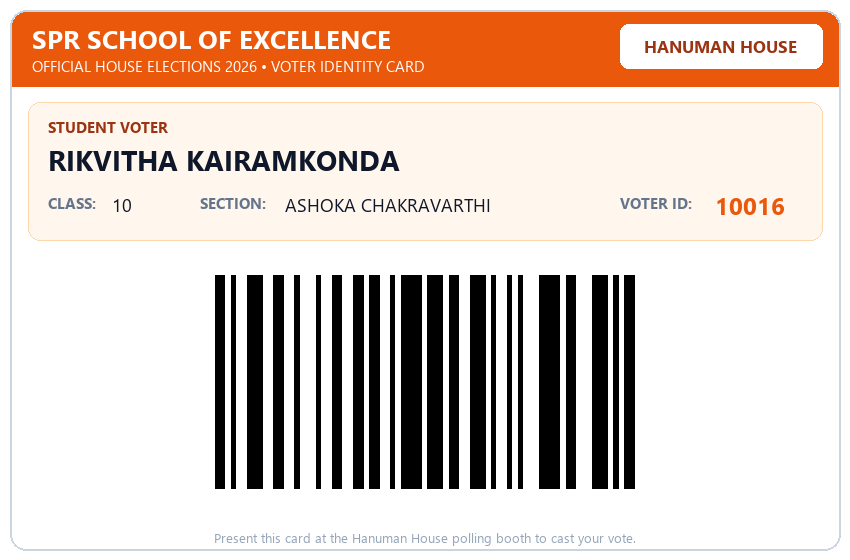 SPR SCHOOL OF EXCELLENCE
OFFICIAL HOUSE ELECTIONS 2026 • VOTER IDENTITY CARD
HANUMAN HOUSE
STUDENT VOTER
RIKVITHA KAIRAMKONDA
CLASS: 10 SECTION: ASHOKA CHAKRAVARTHI VOTER ID: 10016
Present this card at the Hanuman House polling booth to cast your vote.